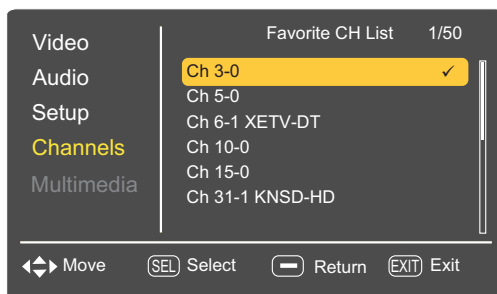 Video
Audio
Setup
Channels
Multimedia
Favorite CH List 1/50
Ch 3-0 ✓
Ch 5-0
Ch 6-1 XETV-DT
Ch 10-0
Ch 15-0
Ch 31-1 KNSD-HD
Move SEL Select Return EXIT Exit